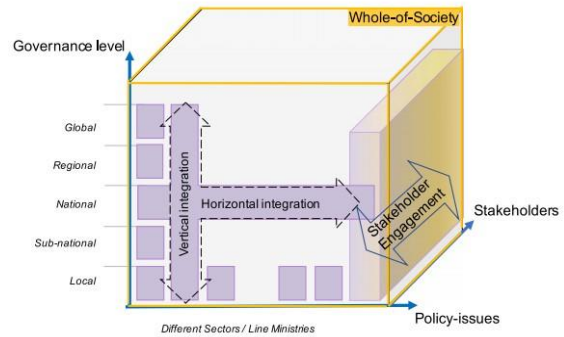 Whole-of-Society
Governance level
Global
Regional
National
Sub-national
Local
Vertical integration
Horizontal integration
Stakeholder
Engagement
Stakeholders
Policy-issues
Different Sectors / Line Ministries